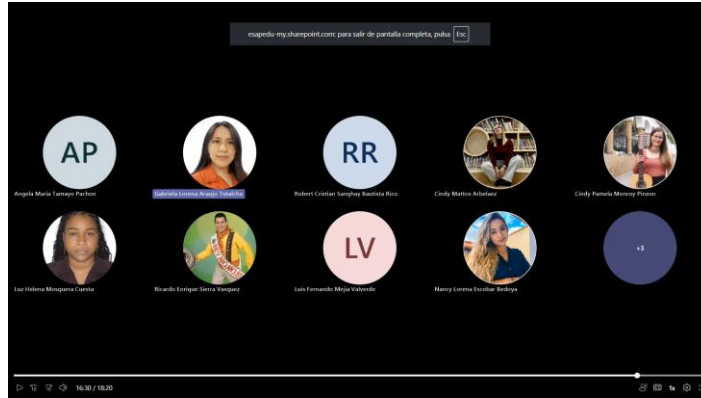 esapedu-my.sharepoint.com: para salir de pantalla completa, pulsa Esc
AP
RR
Angela Maria Tamayo Pachon
Gabriela Lorena Araujo Totalcha
Robert Cristian Sanghay Bautista Rico
Cindy Mattos Arbelaez
Cindy Pamela Monroy Pinzon
LV
+3
Luz Helena Mosquera Cuesta
Ricardo Enrique Sierra Vasquez
Luis Fernando Mejia Valverde
Nancy Lorena Escobar Bedoya
16:30 / 18:20
1x